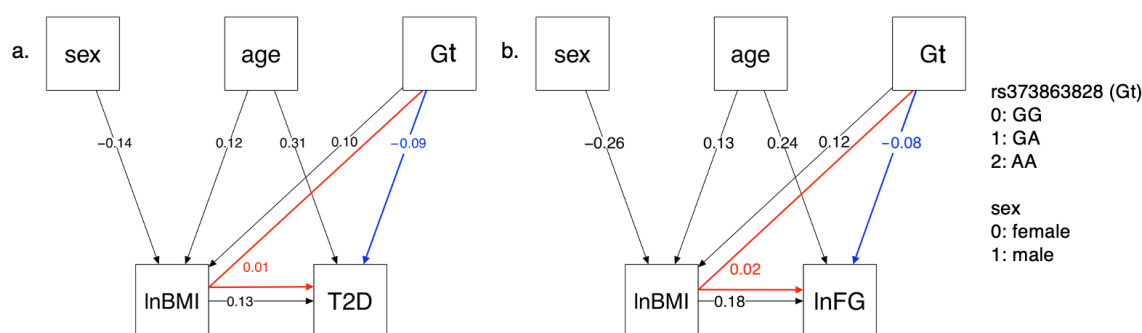 a.
sex
age
Gt
−0.14
0.12
0.31
0.10
−0.09
0.01
0.13
lnBMI
T2D
b.
sex
age
Gt
−0.26
0.13
0.24
0.12
−0.08
0.02
0.18
lnBMI
lnFG
rs373863828 (Gt)
0: GG
1: GA
2: AA
sex
0: female
1: male